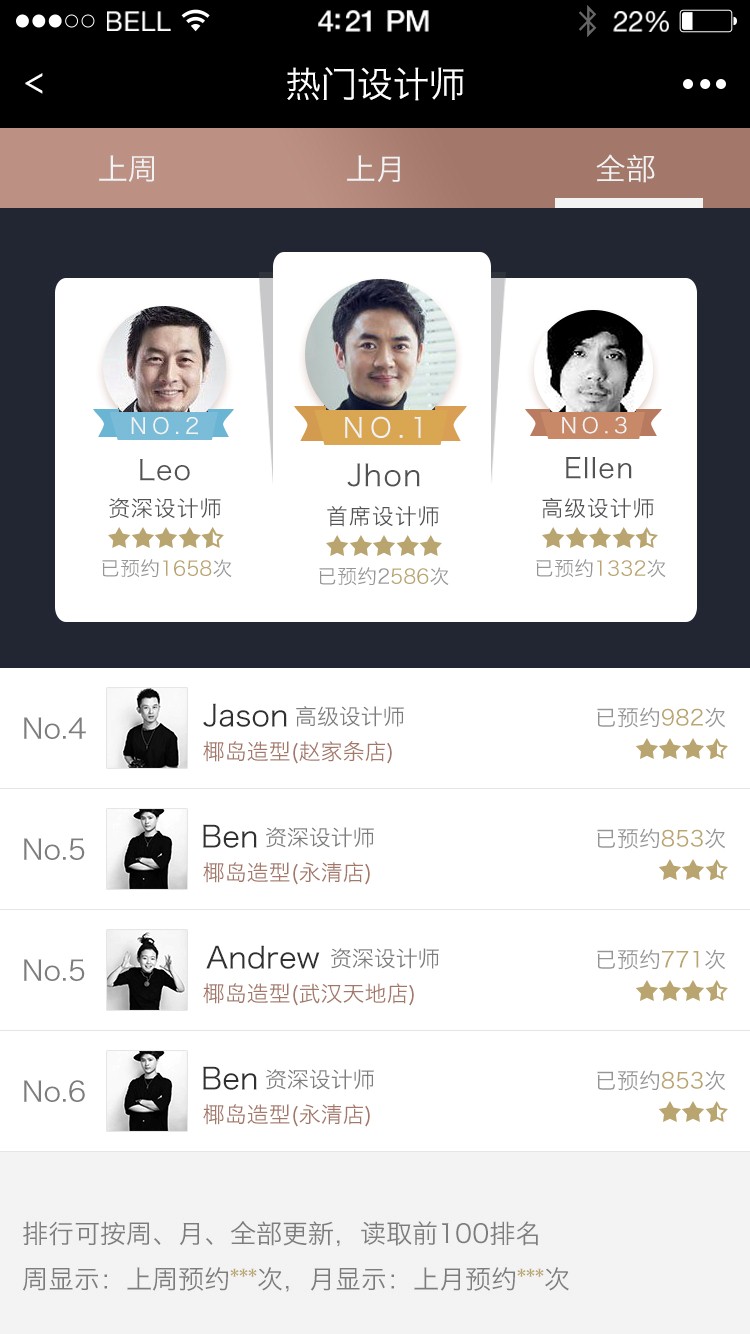 BELL 4:21 PM 22%
< 热门设计师
上周 上月 全部
NO.2
Leo
资深设计师
已预约1658次
NO.1
Jhon
首席设计师
已预约2586次
NO.3
Ellen
高级设计师
已预约1332次
No.4 Jason 高级设计师 已预约982次
椰岛造型(赵家条店)
No.5 Ben 资深设计师 已预约853次
椰岛造型(永清店)
No.5 Andrew 资深设计师 已预约771次
椰岛造型(武汉天地店)
No.6 Ben 资深设计师 已预约853次
椰岛造型(永清店)
排行可按周、月、全部更新，读取前100排名
周显示：上周预约***次，月显示：上月预约***次